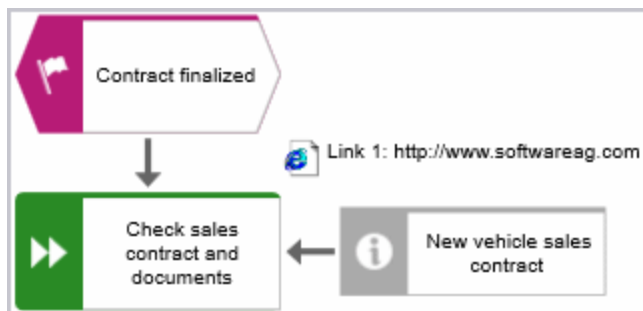 Contract finalized
Link 1: http://www.softwareag.com
Check sales
contract and
documents
New vehicle sales
contract